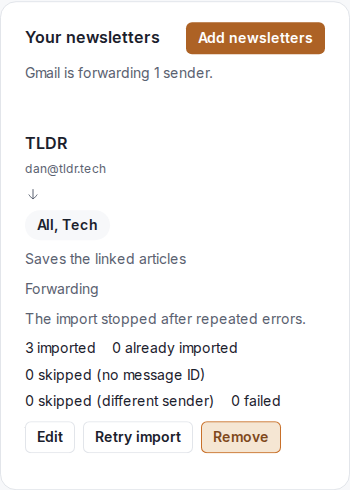 Your newsletters
Add newsletters
Gmail is forwarding 1 sender.
TLDR
dan@tldr.tech
↓
All, Tech
Saves the linked articles
Forwarding
The import stopped after repeated errors.
3 imported 0 already imported
0 skipped (no message ID)
0 skipped (different sender) 0 failed
Edit
Retry import
Remove